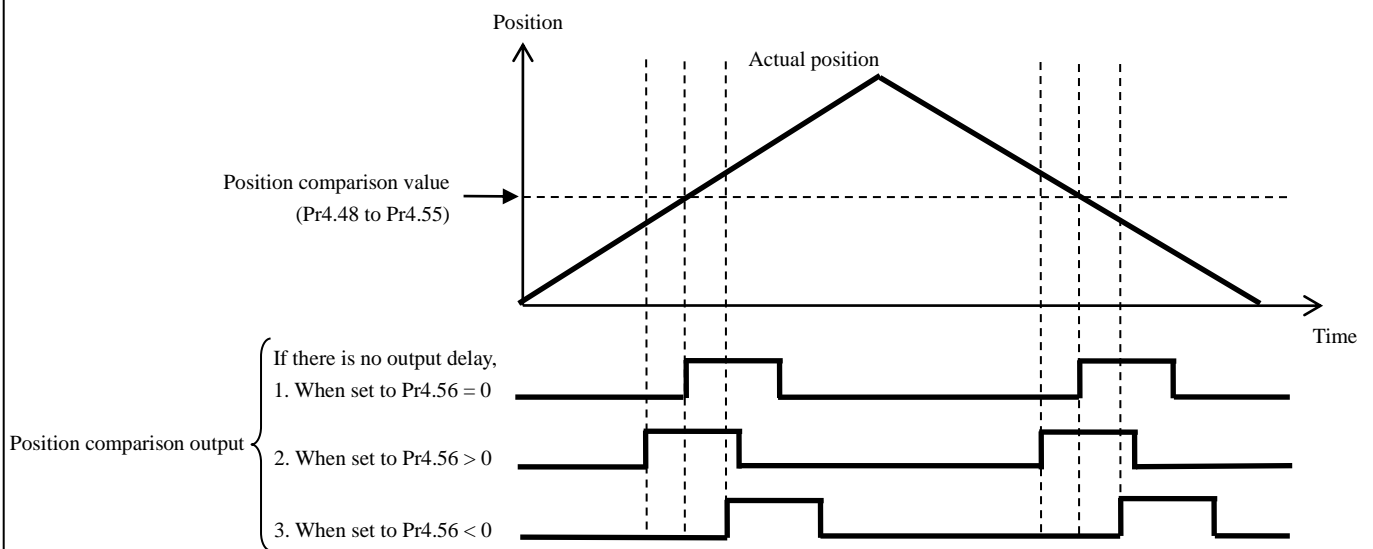 Position
Actual position
Position comparison value
(Pr4.48 to Pr4.55)
Time
If there is no output delay,
1. When set to Pr4.56 = 0
Position comparison output
2. When set to Pr4.56 > 0
3. When set to Pr4.56 < 0